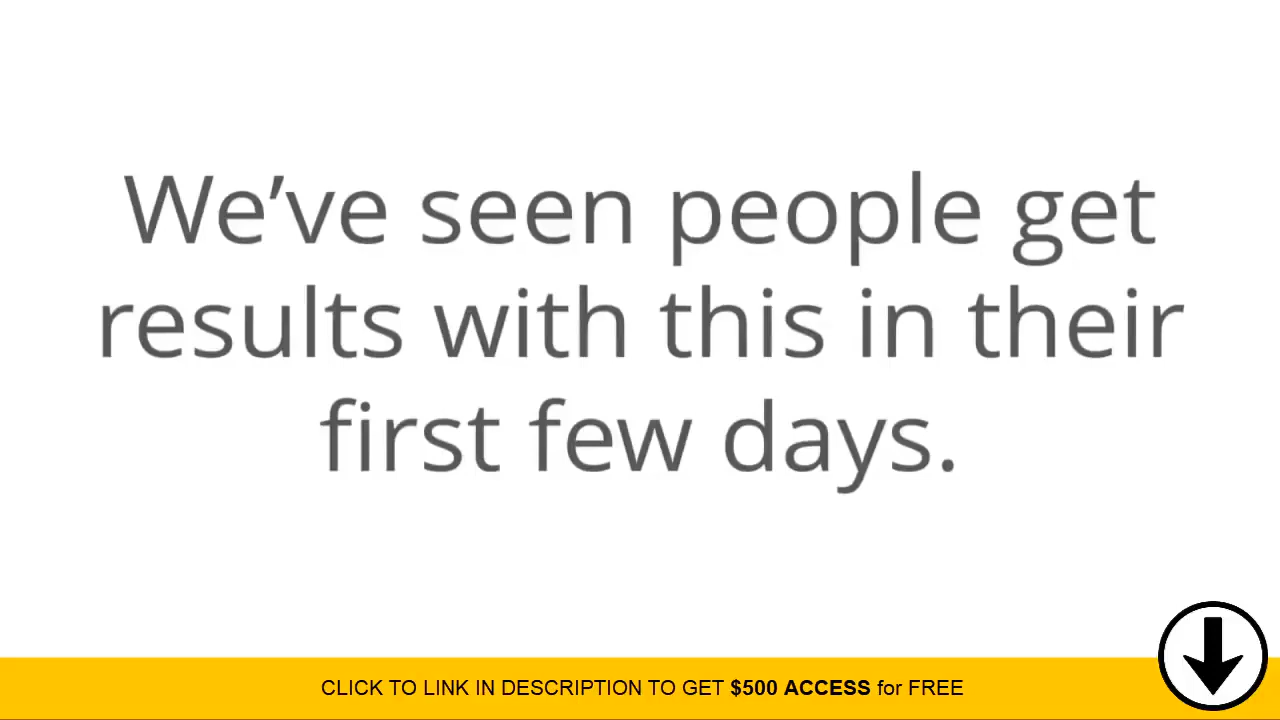 We’ve seen people get
results with this in their
first few days.
CLICK TO LINK IN DESCRIPTION TO GET $500 ACCESS for FREE